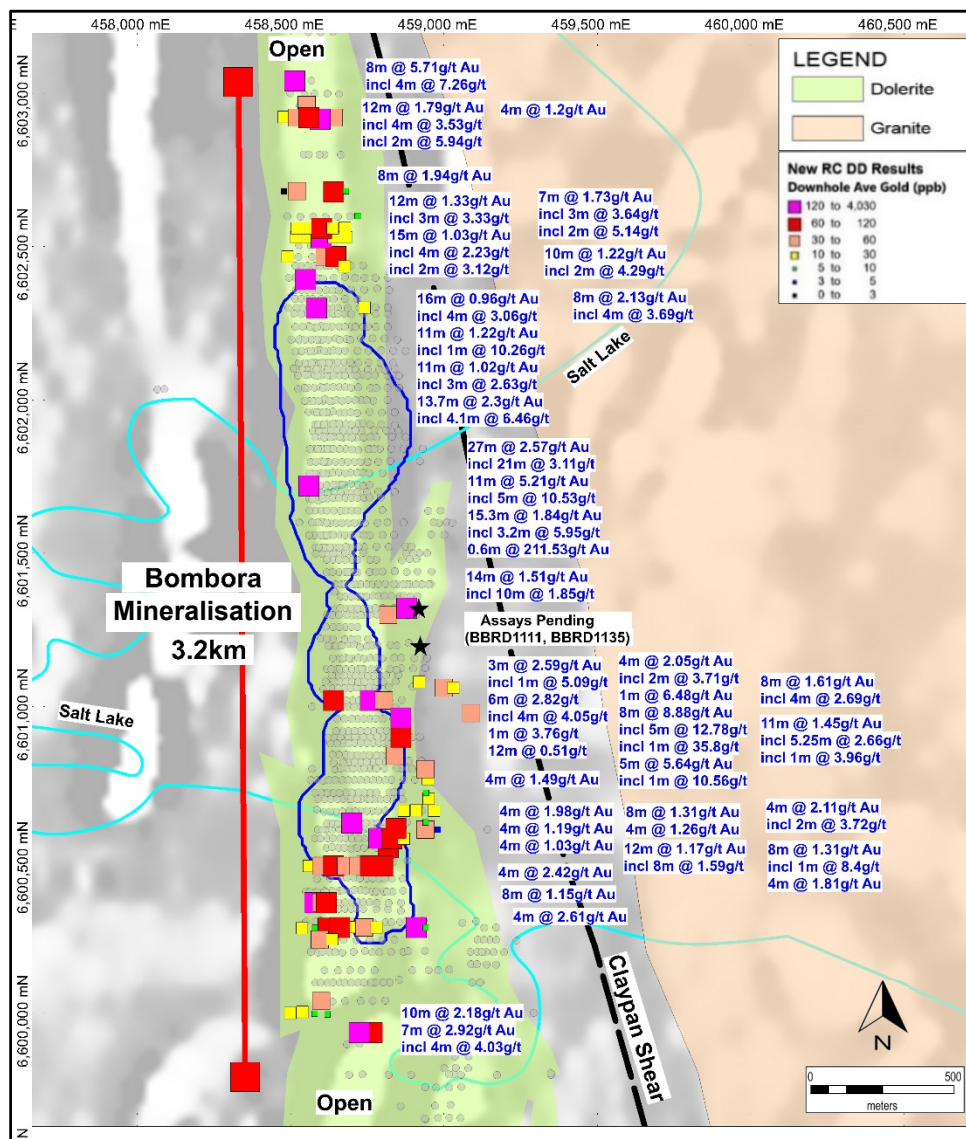 E
458,000 mE
458,500 mE
459,000 mE
459,500 mE
460,000 mE
460,500 mE
6,603,000 mN
6,602,500 mN
6,602,000 mN
6,601,500 mN
6,601,000 mN
6,600,500 mN
6,600,000 mN
N
Open
LEGEND
Dolerite
Granite
New RC DD Results
Downhole Ave Gold (ppb)
120 to 4,030
60 to 120
30 to 60
10 to 30
5 to 10
3 to 5
0 to 3
8m @ 5.71g/t Au
incl 4m @ 7.26g/t
12m @ 1.79g/t Au
incl 4m @ 3.53g/t
incl 2m @ 5.94g/t
4m @ 1.2g/t Au
8m @ 1.94g/t Au
12m @ 1.33g/t Au
incl 3m @ 3.33g/t
15m @ 1.03g/t Au
incl 4m @ 2.23g/t
incl 2m @ 3.12g/t
7m @ 1.73g/t Au
incl 3m @ 3.64g/t
incl 2m @ 5.14g/t
10m @ 1.22g/t Au
incl 2m @ 4.29g/t
8m @ 2.13g/t Au
incl 4m @ 3.69g/t
16m @ 0.96g/t Au
incl 4m @ 3.06g/t
11m @ 1.22g/t Au
incl 1m @ 10.26g/t
11m @ 1.02g/t Au
incl 3m @ 2.63g/t
13.7m @ 2.3g/t Au
incl 4.1m @ 6.46g/t
Salt Lake
27m @ 2.57g/t Au
incl 21m @ 3.11g/t
11m @ 5.21g/t Au
incl 5m @ 10.53g/t
15.3m @ 1.84g/t Au
incl 3.2m @ 5.95g/t
0.6m @ 211.53g/t Au
14m @ 1.51g/t Au
incl 10m @ 1.85g/t
Bombora
Mineralisation
3.2km
Assays Pending
(BBRD1111, BBRD1135)
3m @ 2.59g/t Au
incl 1m @ 5.09g/t
6m @ 2.82g/t
incl 4m @ 4.05g/t
1m @ 3.76g/t
12m @ 0.51g/t
4m @ 2.05g/t Au
incl 2m @ 3.71g/t
1m @ 6.48g/t Au
8m @ 8.88g/t Au
incl 5m @ 12.78g/t
incl 1m @ 35.8g/t
5m @ 5.64g/t Au
incl 1m @ 10.56g/t
8m @ 1.61g/t Au
incl 4m @ 2.69g/t
11m @ 1.45g/t Au
incl 5.25m @ 2.66g/t
incl 1m @ 3.96g/t
Salt Lake
4m @ 1.49g/t Au
4m @ 1.98g/t Au
4m @ 1.19g/t Au
4m @ 1.03g/t Au
8m @ 1.31g/t Au
4m @ 1.26g/t Au
12m @ 1.17g/t Au
incl 8m @ 1.59g/t
4m @ 2.11g/t Au
incl 2m @ 3.72g/t
8m @ 1.31g/t Au
incl 1m @ 8.4g/t
4m @ 1.81g/t Au
4m @ 2.42g/t Au
8m @ 1.15g/t Au
4m @ 2.61g/t Au
Claypan Shear
10m @ 2.18g/t Au
7m @ 2.92g/t Au
incl 4m @ 4.03g/t
N
0
500
meters
Open